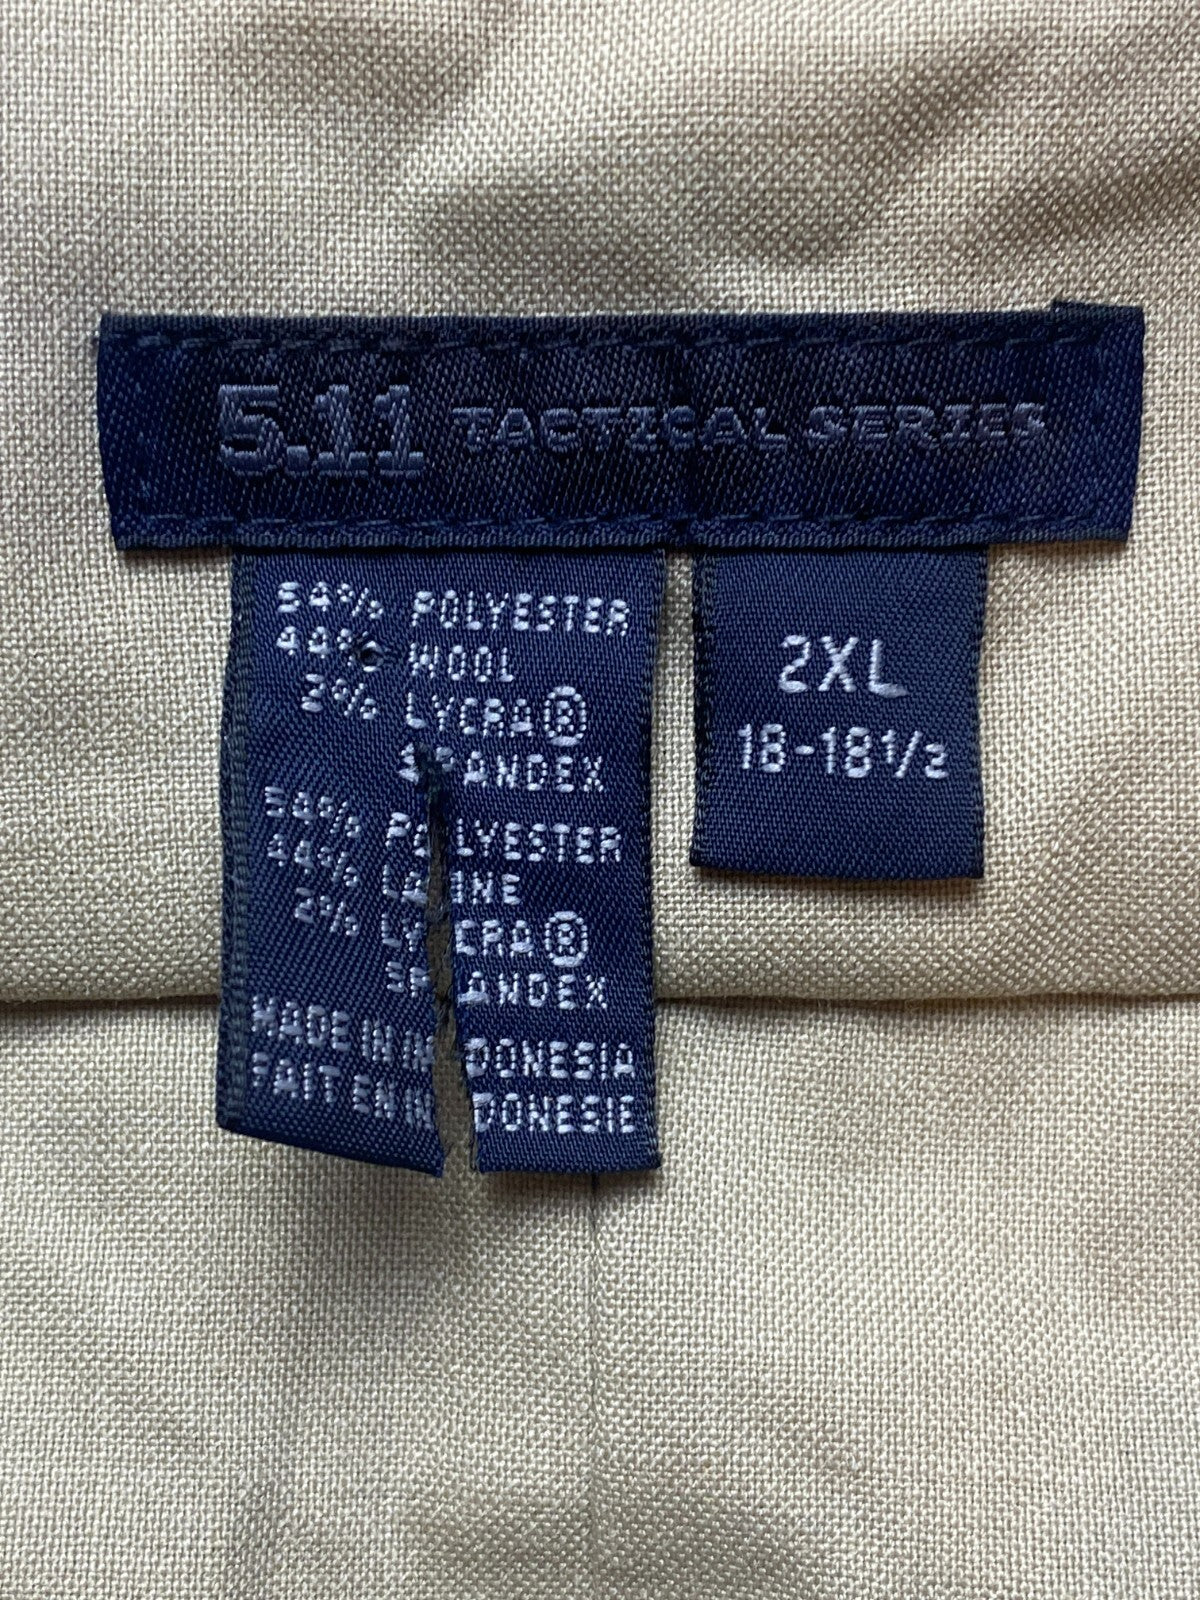 5.11 TACTICAL SERIES
54% POLYESTER
44% WOOL
2% LYCRA®
SPANDEX
54% POLYESTER
44% LAINE
2% LYCRA®
SPANDEX
MADE IN INDONESIA
FAIT EN INDONESIE
2XL
18-18½